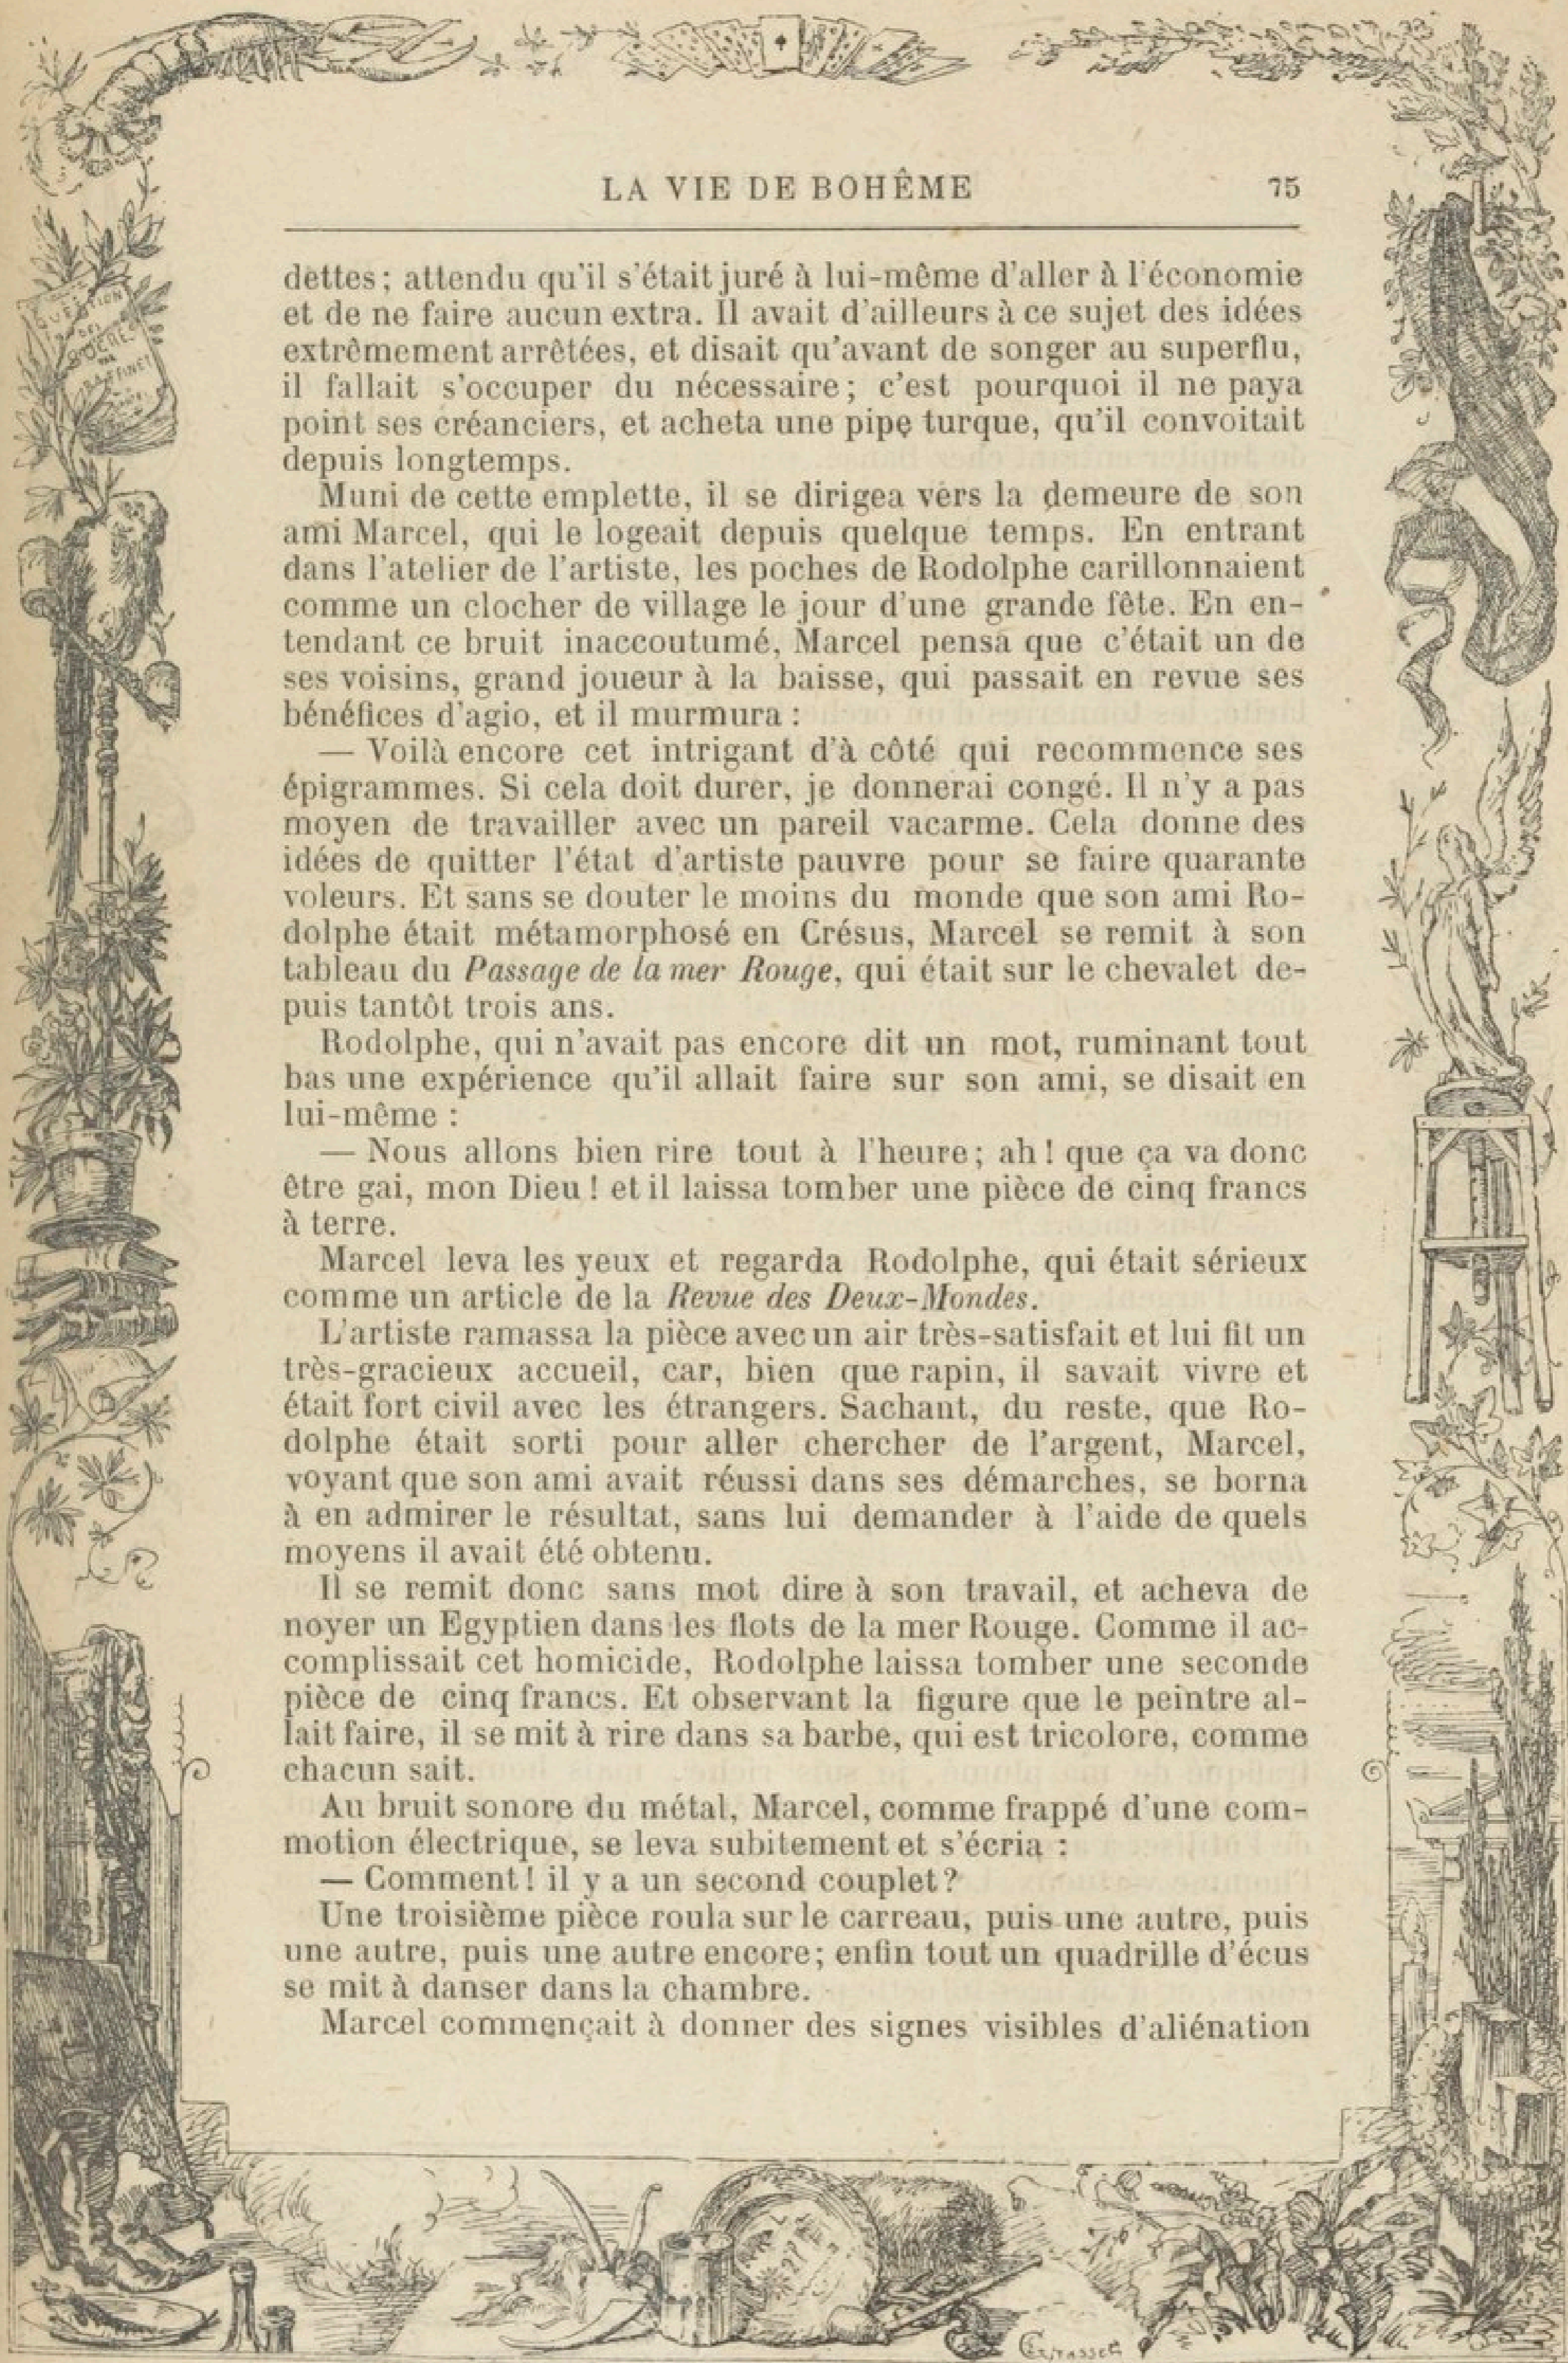 LA VIE DE BOHÊME 75
dettes; attendu qu'il s'était juré à lui-même d'aller à l'économie
et de ne faire aucun extra. Il avait d'ailleurs à ce sujet des idées
extrêmement arrêtées, et disait qu'avant de songer au superflu,
il fallait s'occuper du nécessaire; c'est pourquoi il ne paya
point ses créanciers, et acheta une pipe turque, qu'il convoitait
depuis longtemps.
Muni de cette emplette, il se dirigea vers la demeure de son
ami Marcel, qui le logeait depuis quelque temps. En entrant
dans l'atelier de l'artiste, les poches de Rodolphe carillonnaient
comme un clocher de village le jour d'une grande fête. En en-
tendant ce bruit inaccoutumé, Marcel pensa que c'était un de
ses voisins, grand joueur à la baisse, qui passait en revue ses
bénéfices d'agio, et il murmura :
— Voilà encore cet intrigant d'à côté qui recommence ses
épigrammes. Si cela doit durer, je donnerai congé. Il n'y a pas
moyen de travailler avec un pareil vacarme. Cela donne des
idées de quitter l'état d'artiste pauvre pour se faire quarante
voleurs. Et sans se douter le moins du monde que son ami Ro-
dolphe était métamorphosé en Crésus, Marcel se remit à son
tableau du Passage de la mer Rouge, qui était sur le chevalet de-
puis tantôt trois ans.
Rodolphe, qui n'avait pas encore dit un mot, ruminant tout
bas une expérience qu'il allait faire sur son ami, se disait en
lui-même :
— Nous allons bien rire tout à l'heure; ah! que ça va donc
être gai, mon Dieu! et il laissa tomber une pièce de cinq francs
à terre.
Marcel leva les yeux et regarda Rodolphe, qui était sérieux
comme un article de la Revue des Deux-Mondes.
L'artiste ramassa la pièce avec un air très-satisfait et lui fit un
très-gracieux accueil, car, bien que rapin, il savait vivre et
était fort civil avec les étrangers. Sachant, du reste, que Ro-
dolphe était sorti pour aller chercher de l'argent, Marcel,
voyant que son ami avait réussi dans ses démarches, se borna
à en admirer le résultat, sans lui demander à l'aide de quels
moyens il avait été obtenu.
Il se remit donc sans mot dire à son travail, et acheva de
noyer un Egyptien dans les flots de la mer Rouge. Comme il ac-
complissait cet homicide, Rodolphe laissa tomber une seconde
pièce de cinq francs. Et observant la figure que le peintre al-
lait faire, il se mit à rire dans sa barbe, qui est tricolore, comme
chacun sait.
Au bruit sonore du métal, Marcel, comme frappé d'une com-
motion électrique, se leva subitement et s'écria :
— Comment! il y a un second couplet?
Une troisième pièce roula sur le carreau, puis une autre, puis
une autre, puis une autre encore; enfin tout un quadrille d'écus
se mit à danser dans la chambre.
Marcel commençait à donner des signes visibles d'aliénation